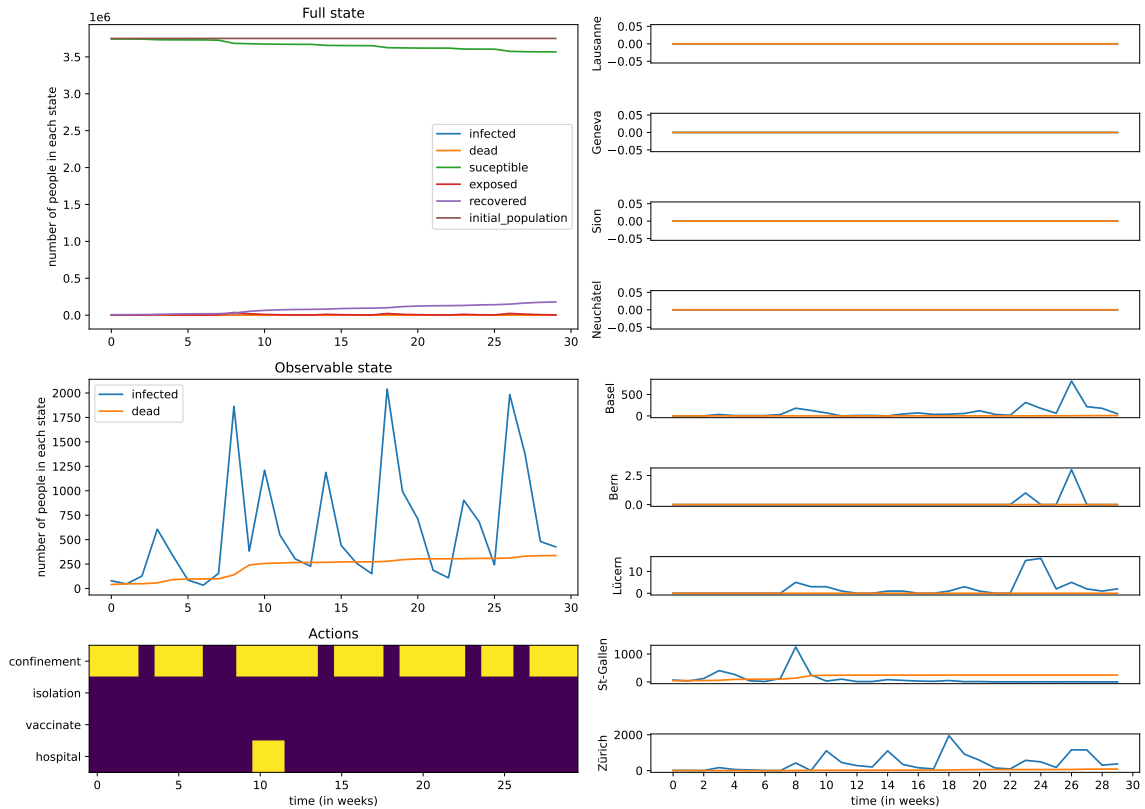 Full state
1e6
number of people in each state
3.5
3.0
2.5
2.0
1.5
1.0
0.5
0.0
infected
dead
suceptible
exposed
recovered
initial_population
0 5 10 15 20 25 30
Observable state
number of people in each state
2000
1750
1500
1250
1000
750
500
250
0
infected
dead
0 5 10 15 20 25 30
Actions
confinement
isolation
vaccinate
hospital
0 5 10 15 20 25
time (in weeks)
Lausanne
0.05
0.00
−0.05
Geneva
0.05
0.00
−0.05
Sion
0.05
0.00
−0.05
Neuchâtel
0.05
0.00
−0.05
Basel
500
0
Bern
2.5
0.0
Lücern
10
0
St-Gallen
1000
0
Zürich
2000
0
0 2 4 6 8 10 12 14 16 18 20 22 24 26 28 30
time (in weeks)